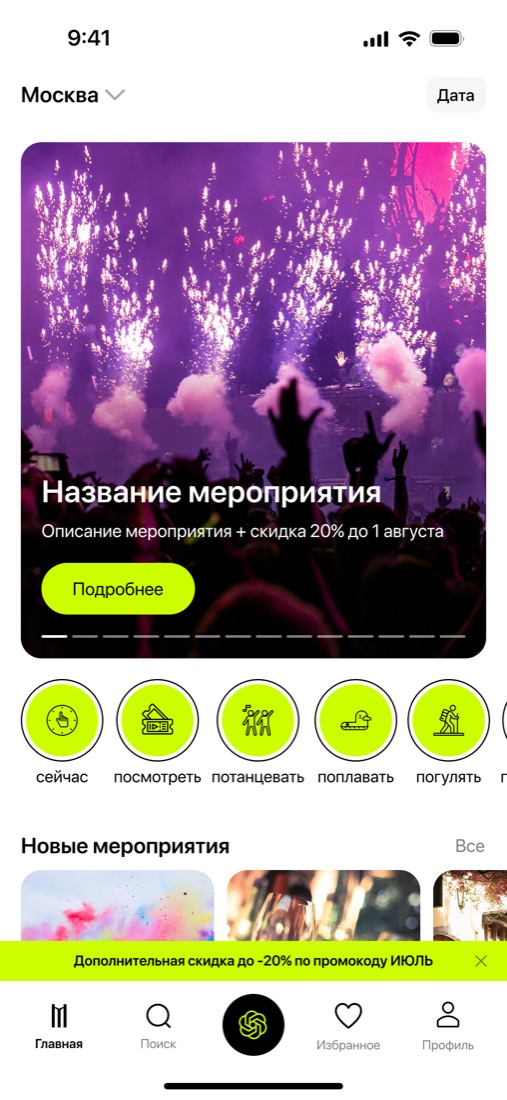 9:41
Москва
Дата
Название мероприятия
Описание мероприятия + скидка 20% до 1 августа
Подробнее
сейчас
посмотреть
потанцевать
поплавать
погулять
Новые мероприятия
Все
Дополнительная скидка до -20% по промокоду ИЮЛЬ
Главная
Поиск
Избранное
Профиль